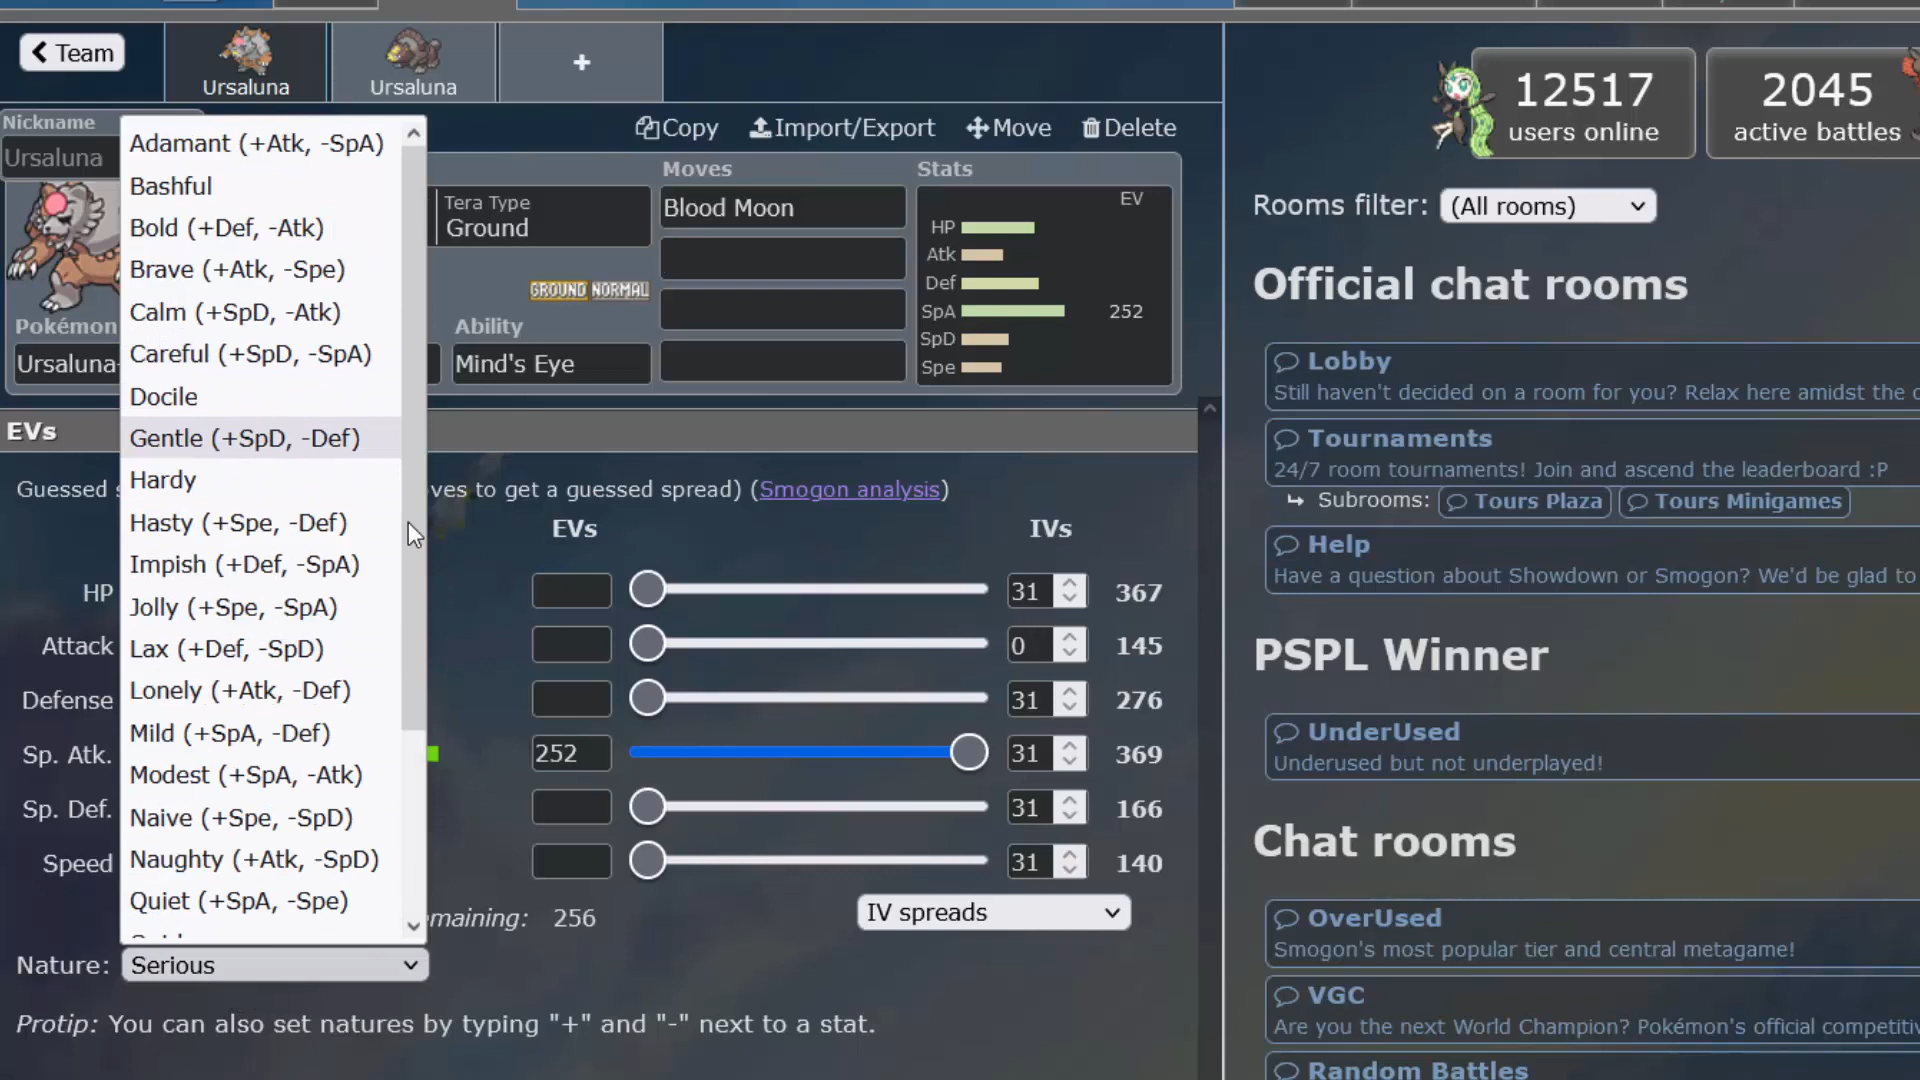 Team
Ursaluna
Ursaluna
+
12517
users online
2045
active battles
Nickname
Ursaluna
Copy
Import/Export
Move
Delete
Adamant (+Atk, -SpA)
Bashful
Bold (+Def, -Atk)
Brave (+Atk, -Spe)
Calm (+SpD, -Atk)
Careful (+SpD, -SpA)
Docile
Gentle (+SpD, -Def)
Hardy
Hasty (+Spe, -Def)
Impish (+Def, -SpA)
Jolly (+Spe, -SpA)
Lax (+Def, -SpD)
Lonely (+Atk, -Def)
Mild (+SpA, -Def)
Modest (+SpA, -Atk)
Naive (+Spe, -SpD)
Naughty (+Atk, -SpD)
Quiet (+SpA, -Spe)
Tera Type
Ground
GROUND NORMAL
Pokémon
Ursaluna-
Ability
Mind's Eye
Moves
Blood Moon
Stats
EV
HP
Atk
Def
SpA 252
SpD
Spe
EVs
Guessed s
ves to get a guessed spread) (Smogon analysis)
EVs IVs
HP 31 367
Attack 0 145
Defense 31 276
Sp. Atk. 252 31 369
Sp. Def. 31 166
Speed 31 140
emaining: 256
IV spreads
Nature: Serious
Protip: You can also set natures by typing "+" and "-" next to a stat.
Rooms filter: (All rooms)
Official chat rooms
Lobby
Still haven't decided on a room for you? Relax here amidst the c
Tournaments
24/7 room tournaments! Join and ascend the leaderboard :P
Subrooms: Tours Plaza Tours Minigames
Help
Have a question about Showdown or Smogon? We'd be glad to
PSPL Winner
UnderUsed
Underused but not underplayed!
Chat rooms
OverUsed
Smogon's most popular tier and central metagame!
VGC
Are you the next World Champion? Pokémon's official competitiv
Random Battles